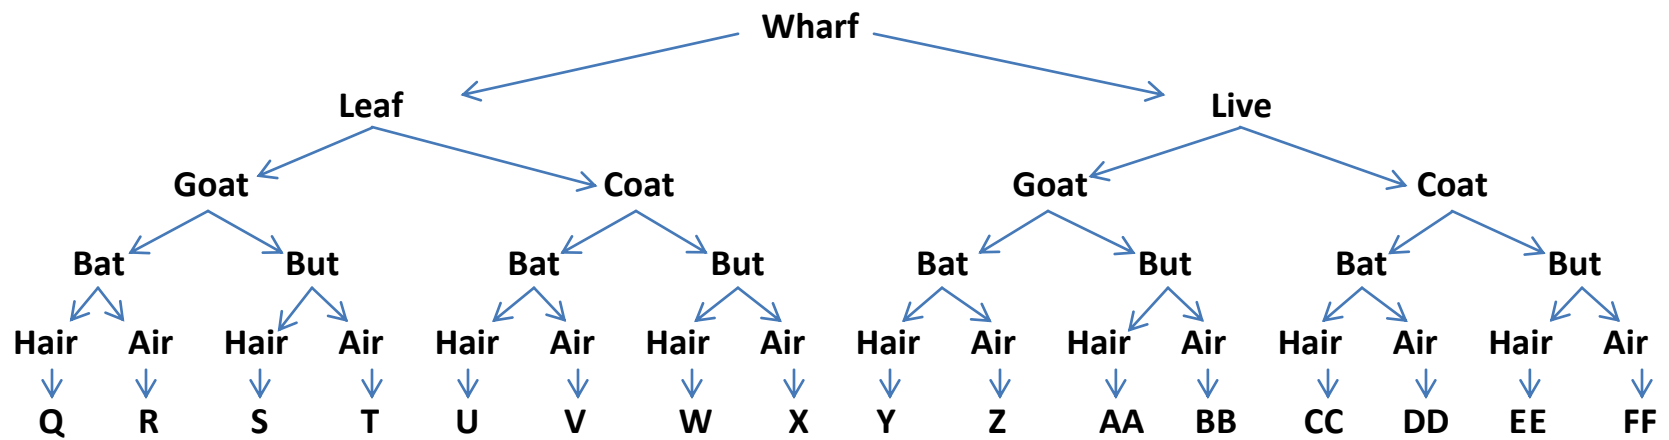 Wharf
Leaf Live
Goat Coat Goat Coat
Bat But Bat But Bat But Bat But
Hair Air Hair Air Hair Air Hair Air Hair Air Hair Air Hair Air Hair Air
Q R S T U V W X Y Z AA BB CC DD EE FF